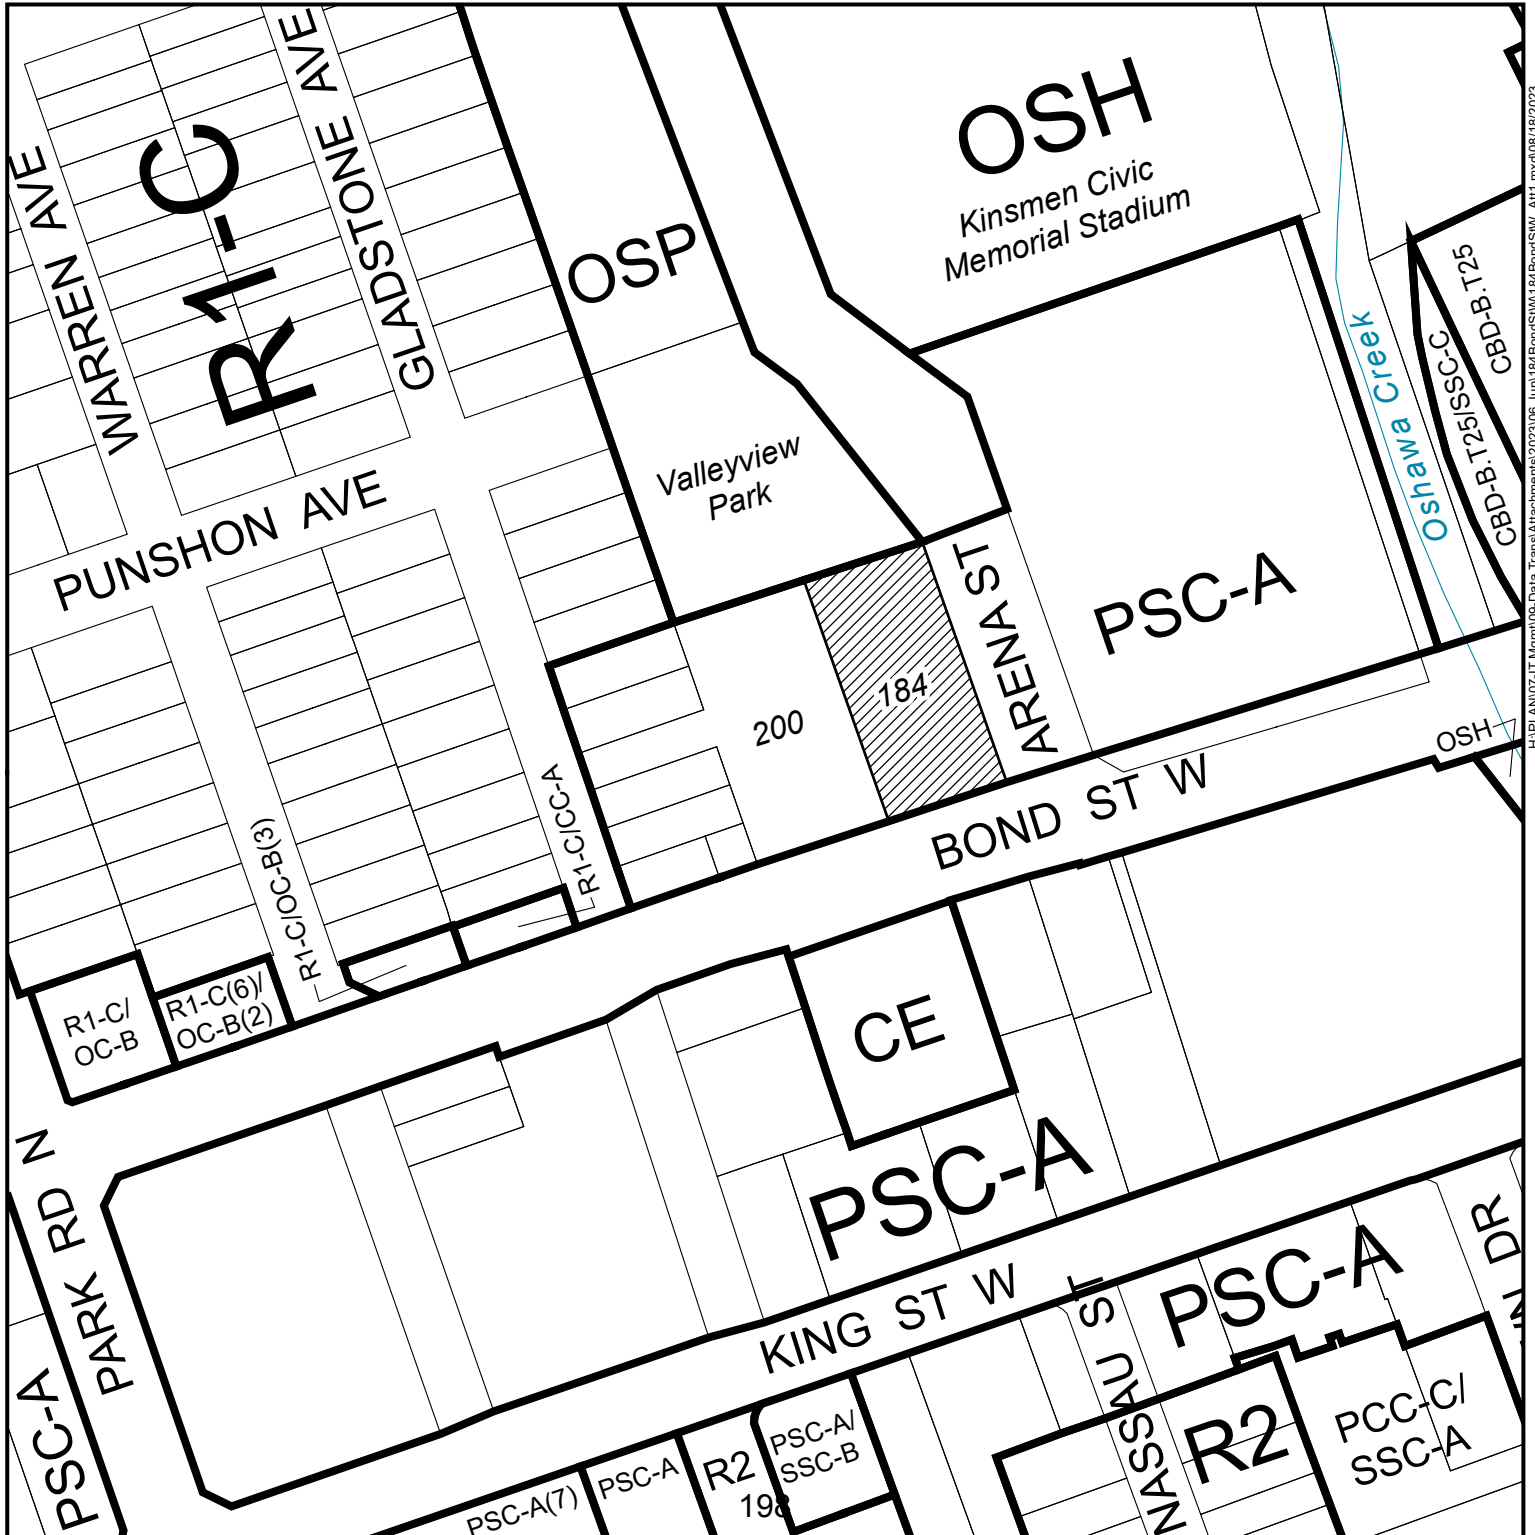 WARREN AVE
R1-C
GLADSTONE AVE
OSP
OSH
Kinsmen Civic
Memorial Stadium
Oshawa Creek
CBD-B.T25
CBD-B.T25/SSC-C
Valleyview
Park
PUNSHON AVE
ARENA ST
PSC-A
184
200
BOND ST W
OSH
R1-C/OC-B(3)
R1-C/CC-A
R1-C/
OC-B
R1-C(6)/
OC-B(2)
CE
PARK RD N
PSC-A
PSC-A
KING ST W
NASSAU ST
PSC-A
DR
PSC-A(7)
PSC-A
R2
198
PSC-A/
SSC-B
R2
PCC-C/
SSC-A